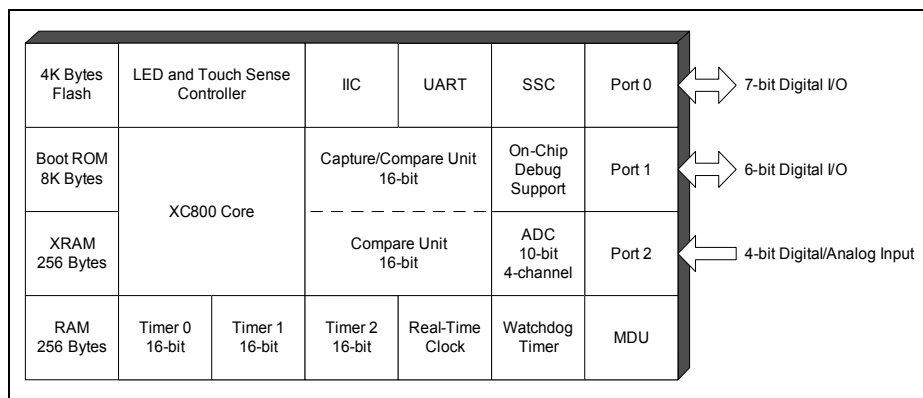 4K Bytes
Flash
LED and Touch Sense
Controller
IIC
UART
SSC
Port 0
7-bit Digital I/O
Boot ROM
8K Bytes
XC800 Core
Capture/Compare Unit
16-bit
On-Chip
Debug
Support
Port 1
6-bit Digital I/O
XRAM
256 Bytes
Compare Unit
16-bit
ADC
10-bit
4-channel
Port 2
4-bit Digital/Analog Input
RAM
256 Bytes
Timer 0
16-bit
Timer 1
16-bit
Timer 2
16-bit
Real-Time
Clock
Watchdog
Timer
MDU